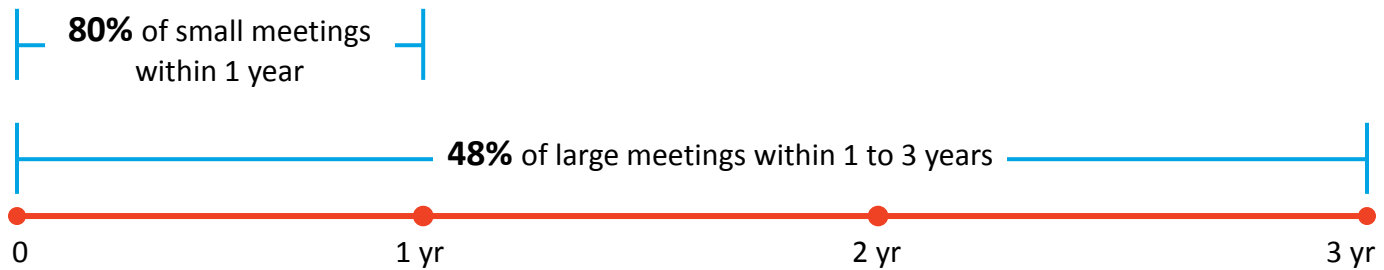 80% of small meetings
within 1 year
48% of large meetings within 1 to 3 years
0 1 yr 2 yr 3 yr